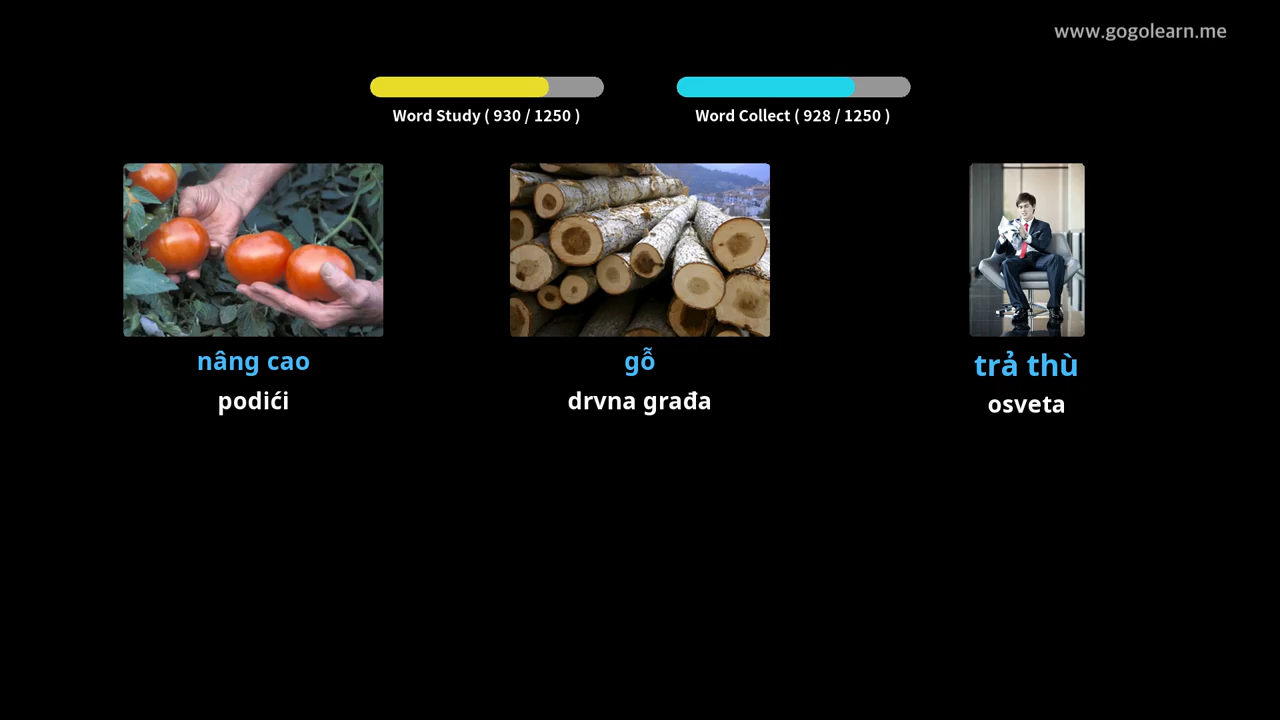 www.gogolearn.me
Word Study ( 930 / 1250 )
Word Collect ( 928 / 1250 )
nâng cao
gỗ
trả thù
podići
drvna građa
osveta